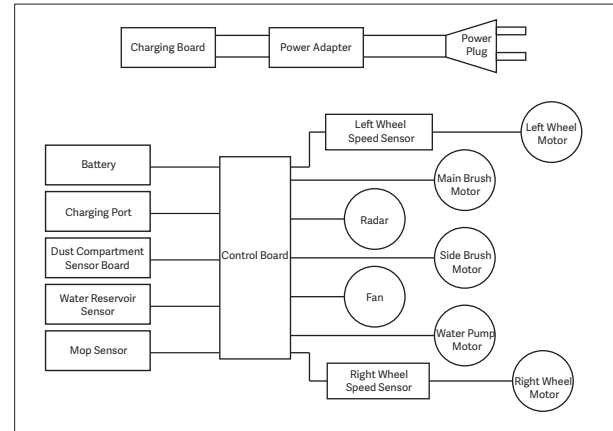 Charging Board
Power Adapter
Power
Plug
Left Wheel
Speed Sensor
Left Wheel
Motor
Battery
Main Brush
Motor
Charging Port
Radar
Dust Compartment
Sensor Board
Control Board
Side Brush
Motor
Water Reservoir
Sensor
Fan
Mop Sensor
Water Pump
Motor
Right Wheel
Speed Sensor
Right Wheel
Motor